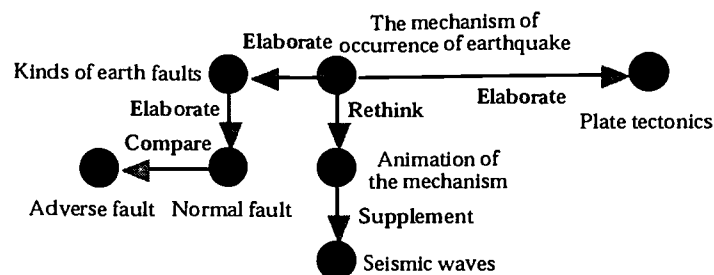 The mechanism of
occurrence of earthquake
Elaborate
Kinds of earth faults
Elaborate
Rethink
Elaborate
Plate tectonics
Compare
Animation of
the mechanism
Adverse fault
Normal fault
Supplement
Seismic waves